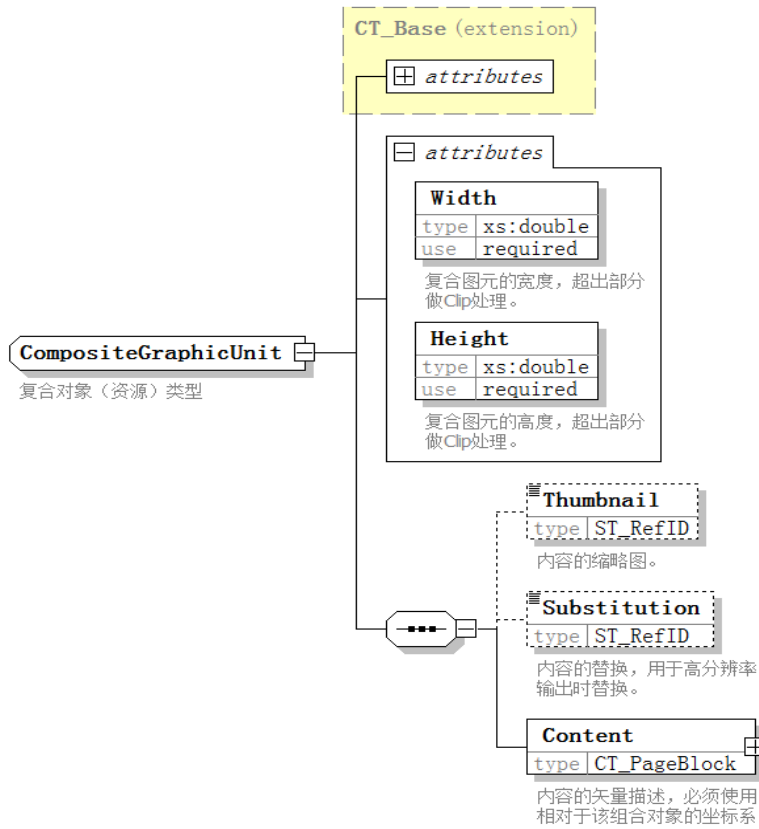 CT_Base (extension)
attributes
attributes
Width
type xs:double
use required
复合图元的宽度，超出部分
做Clip处理。
Height
type xs:double
use required
复合图元的高度，超出部分
做Clip处理。
CompositeGraphicUnit
复合对象（资源）类型
Thumbnail
type ST_RefID
内容的缩略图。
Substitution
type ST_RefID
内容的替换，用于高分辨率
输出时替换。
Content
type CT_PageBlock
内容的矢量描述，必须使用
相对于该组合对象的坐标系